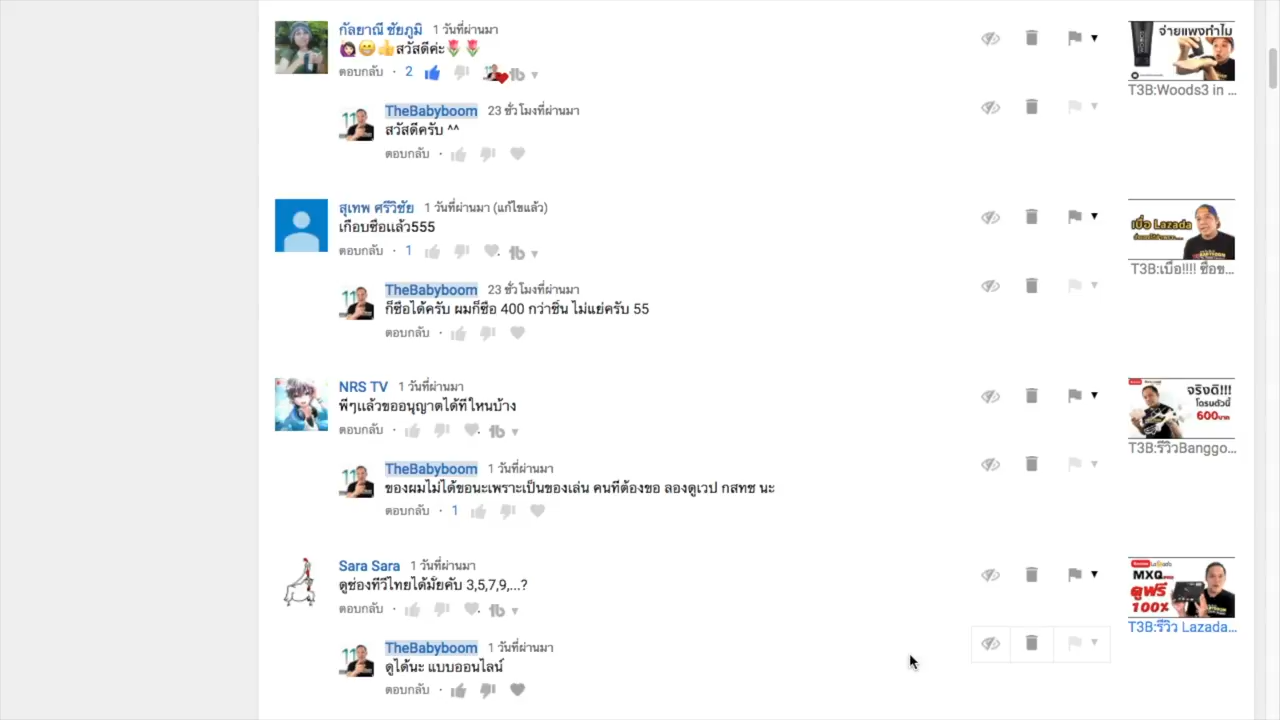 กัลยาณี ชัยภูมิ 1 วันที่ผ่านมา
🙆🏻😁👍สวัสดีค่ะ🌷🌷
ตอบกลับ · 2
TheBabyboom 23 ชั่วโมงที่ผ่านมา
สวัสดีครับ ^^
ตอบกลับ ·
จ่ายแพงทำไม
T3B:Woods3 in ...
สุเทพ ศรีวิชัย 1 วันที่ผ่านมา (แก้ไขแล้ว)
เกือบซื้อแล้ว555
ตอบกลับ · 1
TheBabyboom 23 ชั่วโมงที่ผ่านมา
ก็ซื้อได้ครับ ผมก็ซื้อ 400 กว่าชิ้น ไม่แย่ครับ 55
ตอบกลับ ·
เบื่อ Lazada
T3B:เบื่อ!!!! ซื้อข...
NRS TV 1 วันที่ผ่านมา
พี่ๆแล้วขออนุญาตได้ที่ไหนบ้าง
ตอบกลับ ·
TheBabyboom 1 วันที่ผ่านมา
ของผมไม่ได้ขอนะเพราะเป็นของเล่น คนที่ต้องขอ ลองดูเวป กสทช นะ
ตอบกลับ · 1
จริงดิ!!!
โดรนตัวนี้
600บาท
T3B:รีวิวBanggo...
Sara Sara 1 วันที่ผ่านมา
ดูช่องทีวีไทยได้มั้ยคับ 3,5,7,9,...?
ตอบกลับ ·
TheBabyboom 1 วันที่ผ่านมา
ดูได้นะ แบบออนไลน์
ตอบกลับ ·
MXQ
ดูฟรี
100%
T3B:รีวิว Lazada...